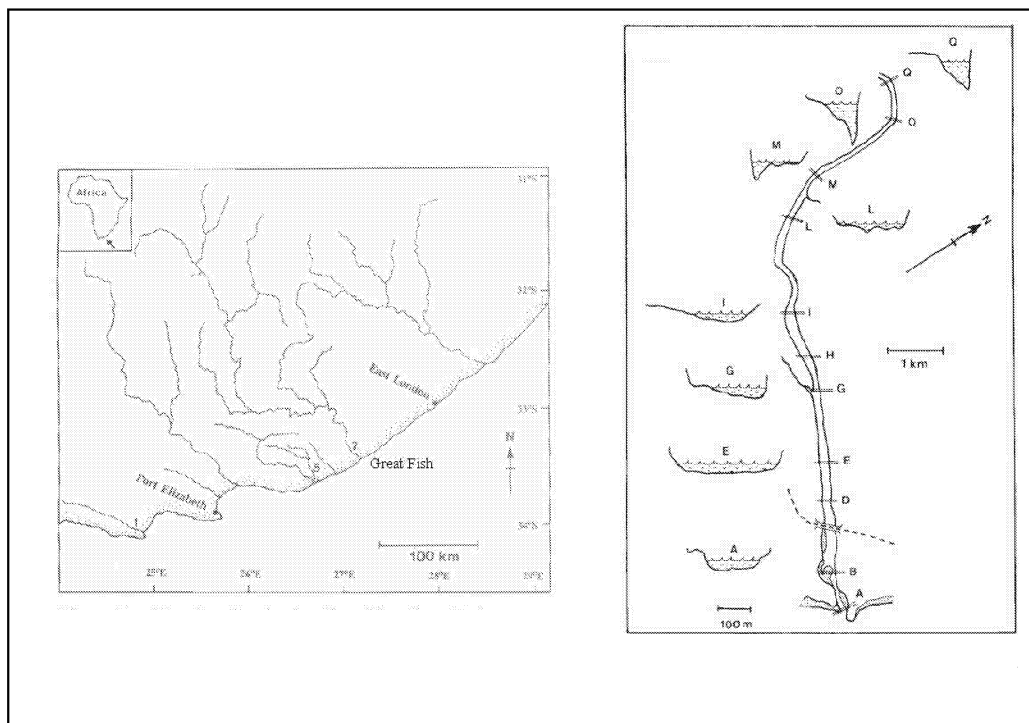 Africa
31°S
32°S
33°S
34°S
East London
N
7
5
Great Fish
Port Elizabeth
1
100 km
25°E
26°E
27°E
28°E
29°E
Q
Q
O
O
M
M
L
L
N
I
I
H
1 km
G
G
E
E
D
A
B
A
100 m